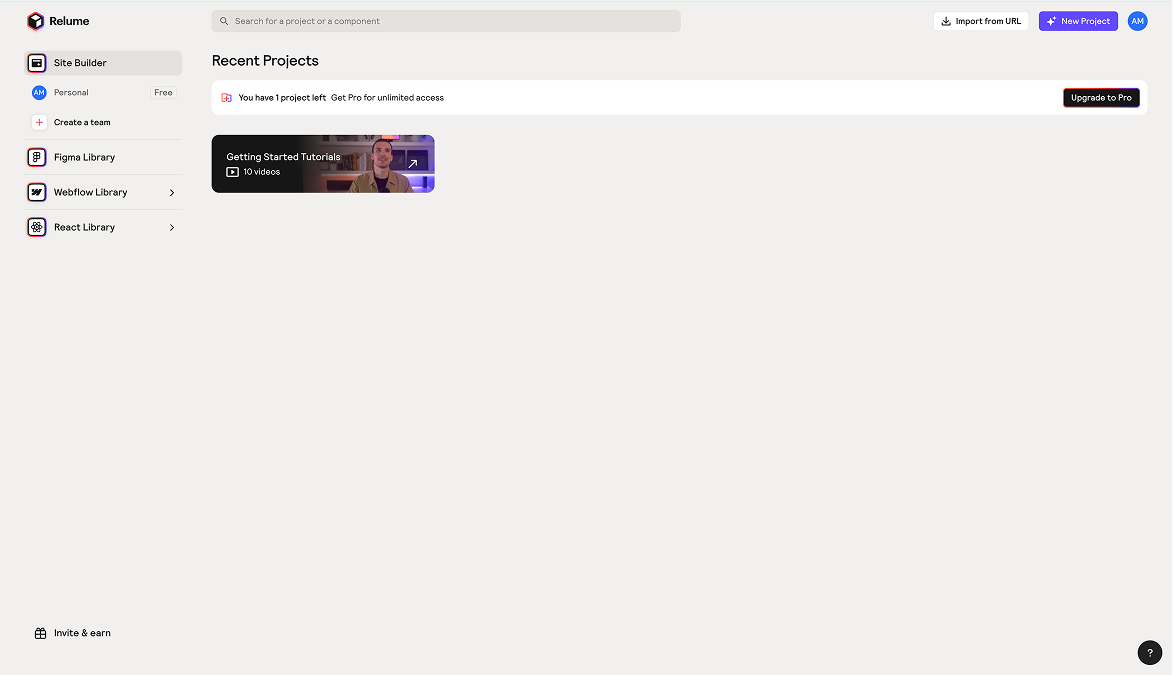 Relume
Search for a project or a component
Import from URL
New Project
AM
Site Builder
AM Personal Free
Create a team
Figma Library
Webflow Library
React Library
Invite & earn
Recent Projects
You have 1 project left Get Pro for unlimited access
Upgrade to Pro
Getting Started Tutorials
10 videos
?